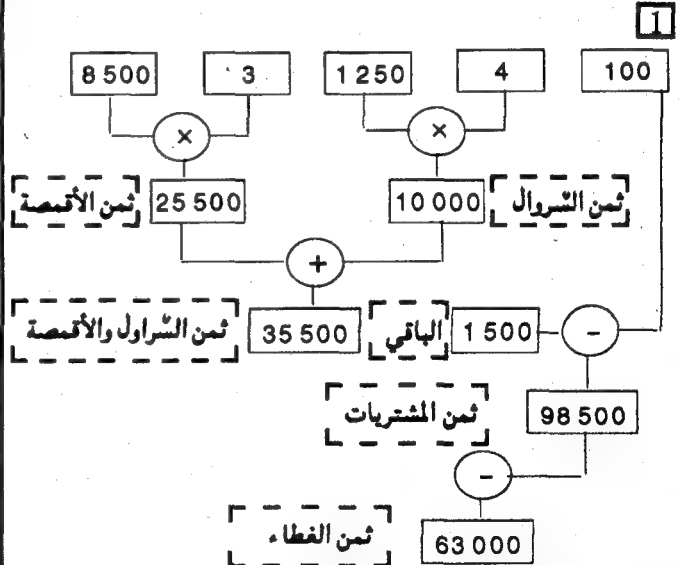 1
8 500 3 1 250 4 100
× ×
ثمن الأقمصة 25 500 10 000 ثمن السّروال
+
ثمن السّراول والأقمصة 35 500 الباقي 1 500 -
ثمن المشتريات 98 500
-
ثمن الغطاء 63 000